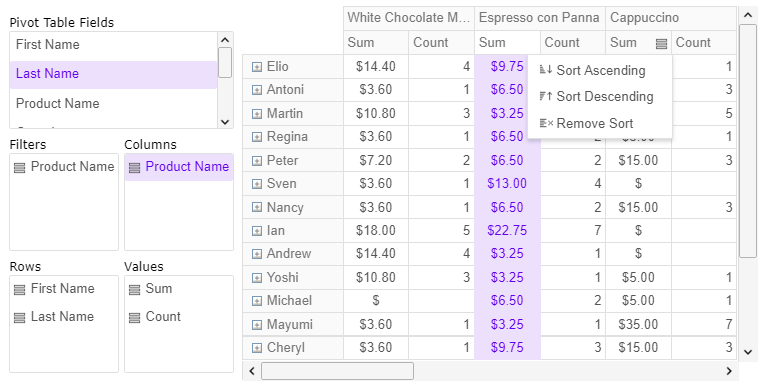 Pivot Table Fields
First Name
Last Name
Product Name
Filters
Product Name
Columns
Product Name
Rows
First Name
Last Name
Values
Sum
Count
White Chocolate M... Espresso con Panna Cappuccino
Sum Count Sum Count Sum Count
Elio $14.40 4 $9.75 1
Antoni $3.60 1 $6.50 3
Martin $10.80 3 $3.25 5
Regina $3.60 1 $6.50 1
Peter $7.20 2 $6.50 2 $15.00 3
Sven $3.60 1 $13.00 4 $
Nancy $3.60 1 $6.50 2 $15.00 3
Ian $18.00 5 $22.75 7 $
Andrew $14.40 4 $3.25 1 $
Yoshi $10.80 3 $3.25 1 $5.00 1
Michael $ $6.50 2 $5.00 1
Mayumi $3.60 1 $3.25 1 $35.00 7
Cheryl $3.60 1 $9.75 3 $15.00 3
Sort Ascending
Sort Descending
Remove Sort